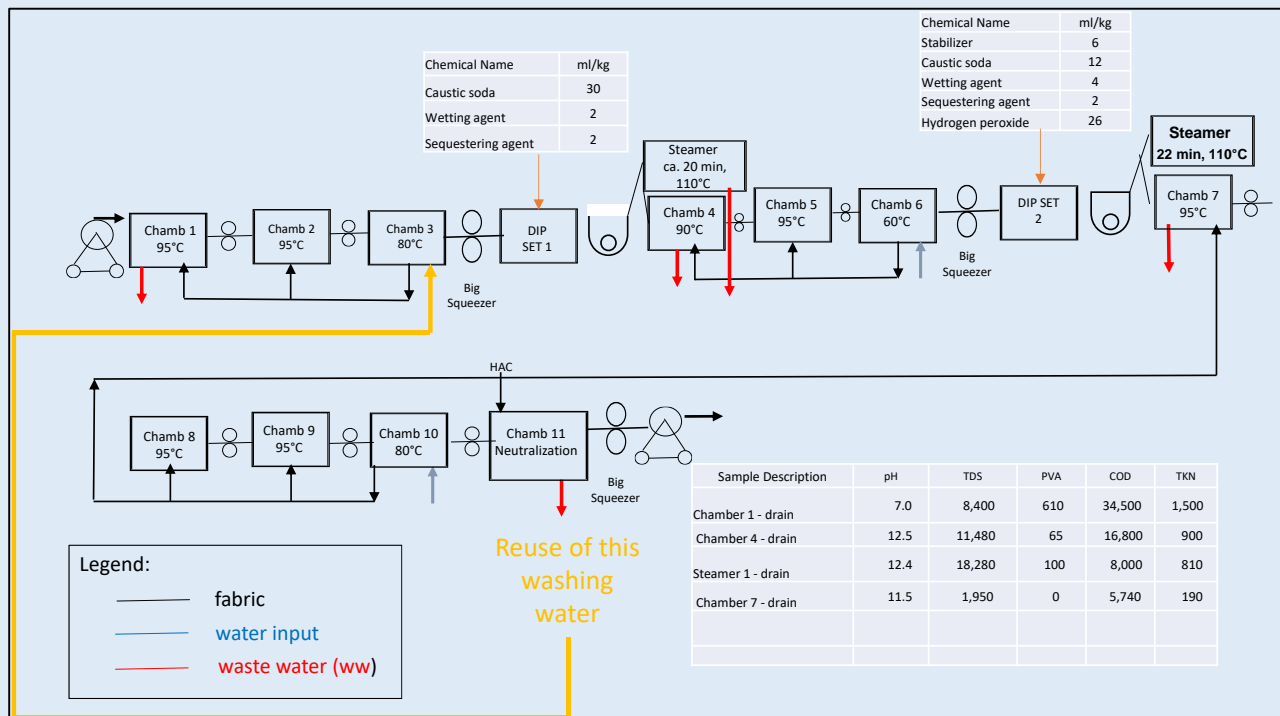 Chemical Name ml/kg
Stabilizer 6
Caustic soda 12
Wetting agent 4
Sequestering agent 2
Hydrogen peroxide 26
Chemical Name ml/kg
Caustic soda 30
Wetting agent 2
Sequestering agent 2
Steamer
22 min, 110°C
Steamer
ca. 20 min,
110°C
Chamb 1
95°C
Chamb 2
95°C
Chamb 3
80°C
Big
Squeezer
DIP
SET 1
Chamb 4
90°C
Chamb 5
95°C
Chamb 6
60°C
Big
Squeezer
DIP SET
2
Chamb 7
95°C
HAC
Chamb 8
95°C
Chamb 9
95°C
Chamb 10
80°C
Chamb 11
Neutralization
Big
Squeezer
Sample Description pH TDS PVA COD TKN
Chamber 1 - drain 7.0 8,400 610 34,500 1,500
Chamber 4 - drain 12.5 11,480 65 16,800 900
Steamer 1 - drain 12.4 18,280 100 8,000 810
Chamber 7 - drain 11.5 1,950 0 5,740 190
Reuse of this
washing
water
Legend:
fabric
water input
waste water (ww)